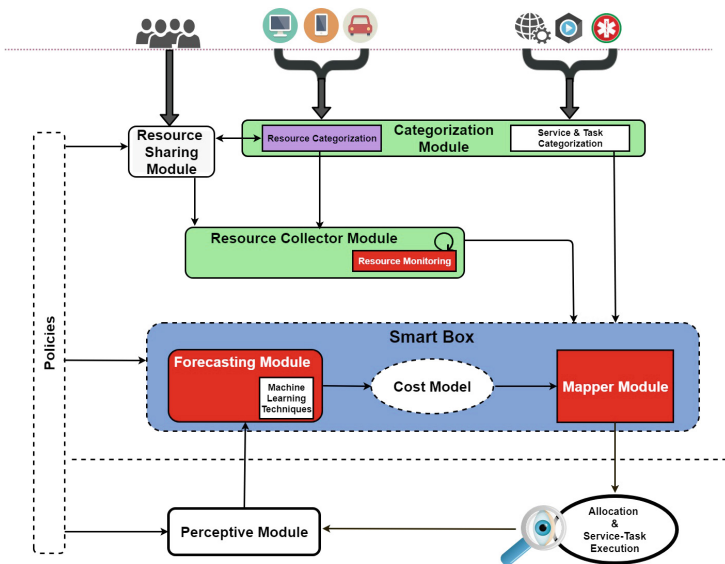 Resource
Sharing
Module
Resource Categorization
Categorization
Module
Service & Task
Categorization
Resource Collector Module
Resource Monitoring
Policies
Smart Box
Forecasting Module
Machine
Learning
Techniques
Cost Model
Mapper Module
Perceptive Module
Allocation
&
Service-Task
Execution